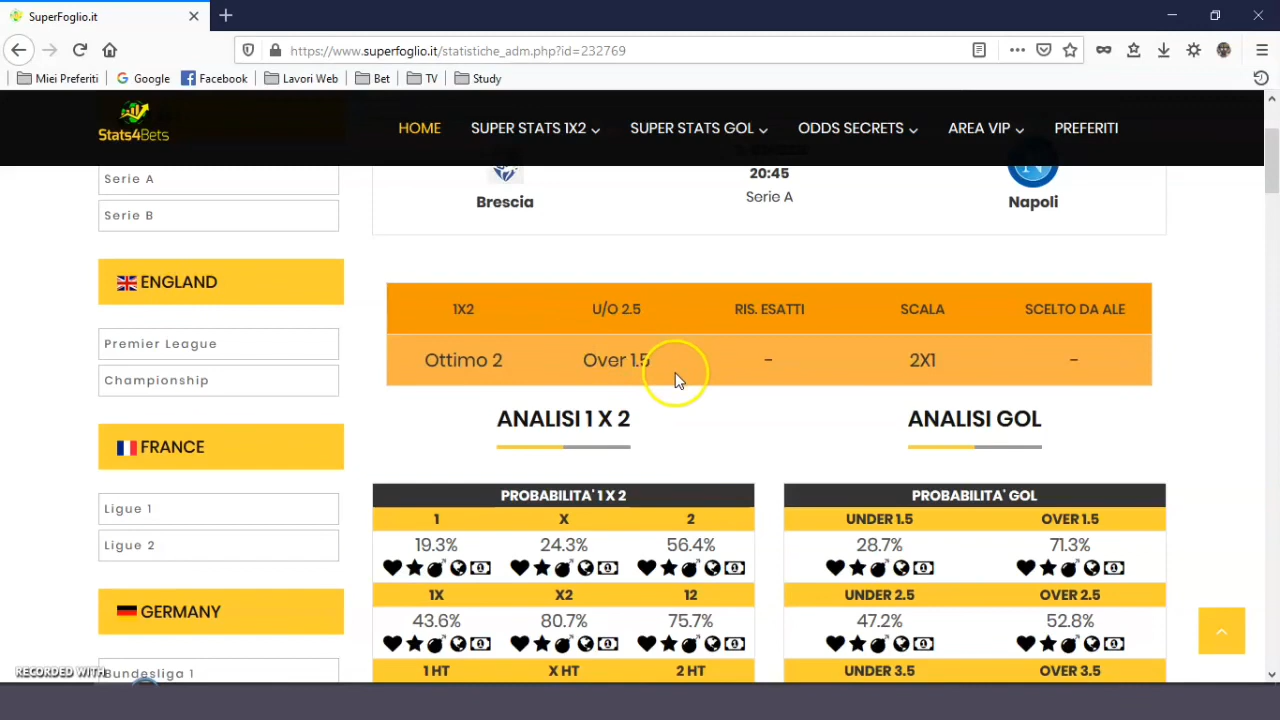 SuperFoglio.it
https://www.superfoglio.it/statistiche_adm.php?id=232769
Miei Preferiti Google Facebook Lavori Web Bet TV Study
Stats4Bets
HOME SUPER STATS 1X2 SUPER STATS GOL ODDS SECRETS AREA VIP PREFERITI
Serie A
Serie B
ENGLAND
Premier League
Championship
FRANCE
Ligue 1
Ligue 2
GERMANY
Bundesliga 1
20:45
N
Brescia Serie A Napoli
1X2 U/O 2.5 RIS. ESATTI SCALA SCELTO DA ALE
Ottimo 2 Over 1.5 - 2X1 -
ANALISI 1 X 2
PROBABILITA' 1 X 2
1 X 2
19.3% 24.3% 56.4%
1X X2 12
43.6% 80.7% 75.7%
1 HT X HT 2 HT
ANALISI GOL
PROBABILITA' GOL
UNDER 1.5 OVER 1.5
28.7% 71.3%
UNDER 2.5 OVER 2.5
47.2% 52.8%
UNDER 3.5 OVER 3.5
RECORDED WITH